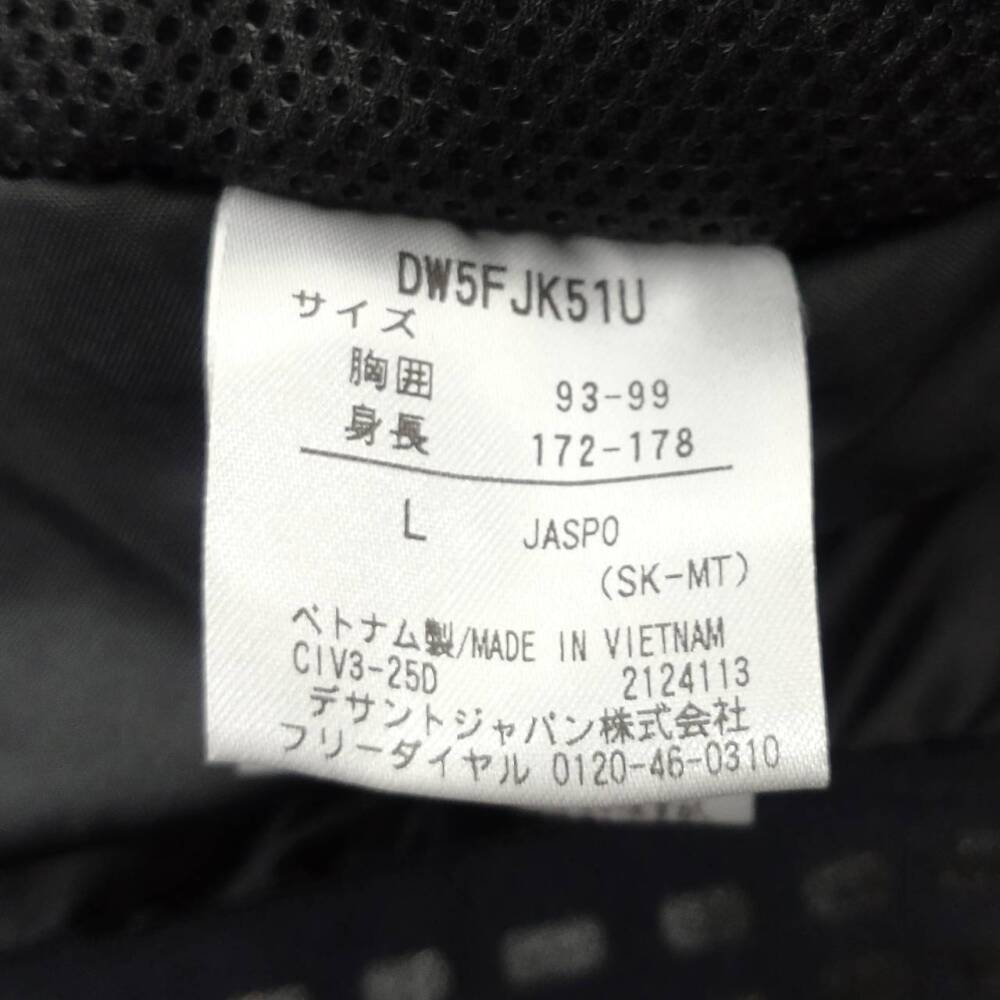 DW5FJK51U
サイズ
胸囲 93-99
身長 172-178
L JASPO
(SK-MT)
ベトナム製/MADE IN VIETNAM
CIV3-25D 2124113
デサントジャパン株式会社
フリーダイヤル 0120-46-0310